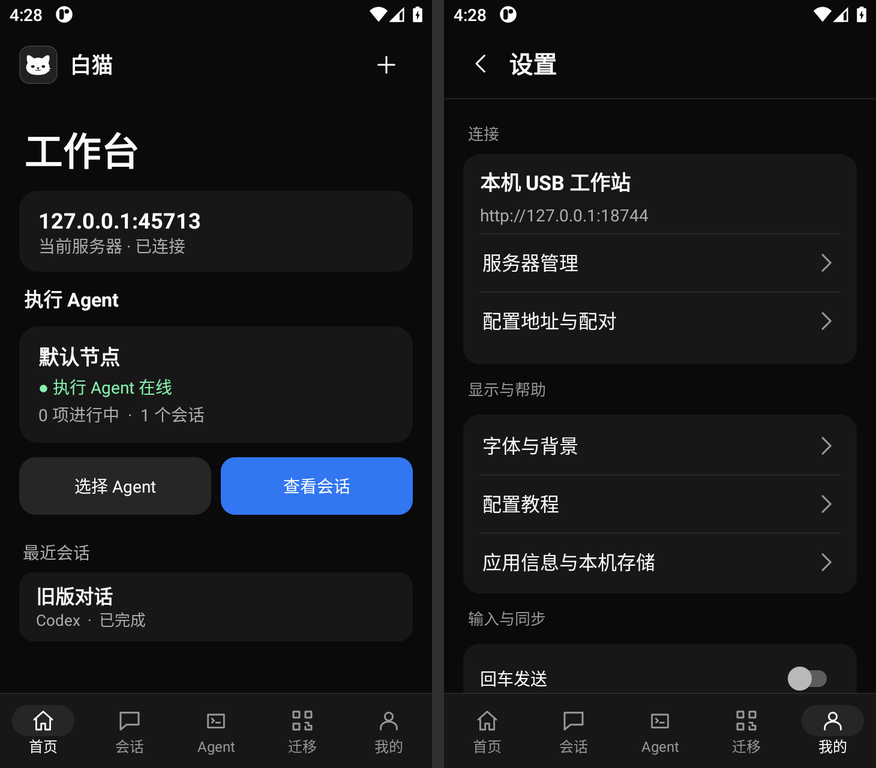 4:28
白猫
工作台
127.0.0.1:45713
当前服务器 · 已连接
执行 Agent
默认节点
● 执行 Agent 在线
0 项进行中 · 1 个会话
选择 Agent
查看会话
最近会话
旧版对话
Codex · 已完成
首页
会话
Agent
迁移
我的
4:28
设置
连接
本机 USB 工作站
http://127.0.0.1:18744
服务器管理
配置地址与配对
显示与帮助
字体与背景
配置教程
应用信息与本机存储
输入与同步
回车发送
首页
会话
Agent
迁移
我的